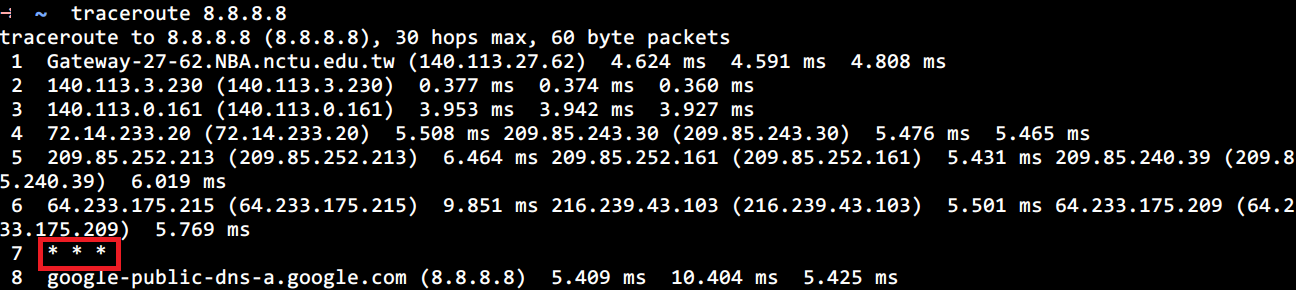 ~ traceroute 8.8.8.8
traceroute to 8.8.8.8 (8.8.8.8), 30 hops max, 60 byte packets
1 Gateway-27-62.NBA.nctu.edu.tw (140.113.27.62) 4.624 ms 4.591 ms 4.808 ms
2 140.113.3.230 (140.113.3.230) 0.377 ms 0.374 ms 0.360 ms
3 140.113.0.161 (140.113.0.161) 3.953 ms 3.942 ms 3.927 ms
4 72.14.233.20 (72.14.233.20) 5.508 ms 209.85.243.30 (209.85.243.30) 5.476 ms 5.465 ms
5 209.85.252.213 (209.85.252.213) 6.464 ms 209.85.252.161 (209.85.252.161) 5.431 ms 209.85.240.39 (209.8
5.240.39) 6.019 ms
6 64.233.175.215 (64.233.175.215) 9.851 ms 216.239.43.103 (216.239.43.103) 5.501 ms 64.233.175.209 (64.2
33.175.209) 5.769 ms
7 * * *
8 google-public-dns-a.google.com (8.8.8.8) 5.409 ms 10.404 ms 5.425 ms